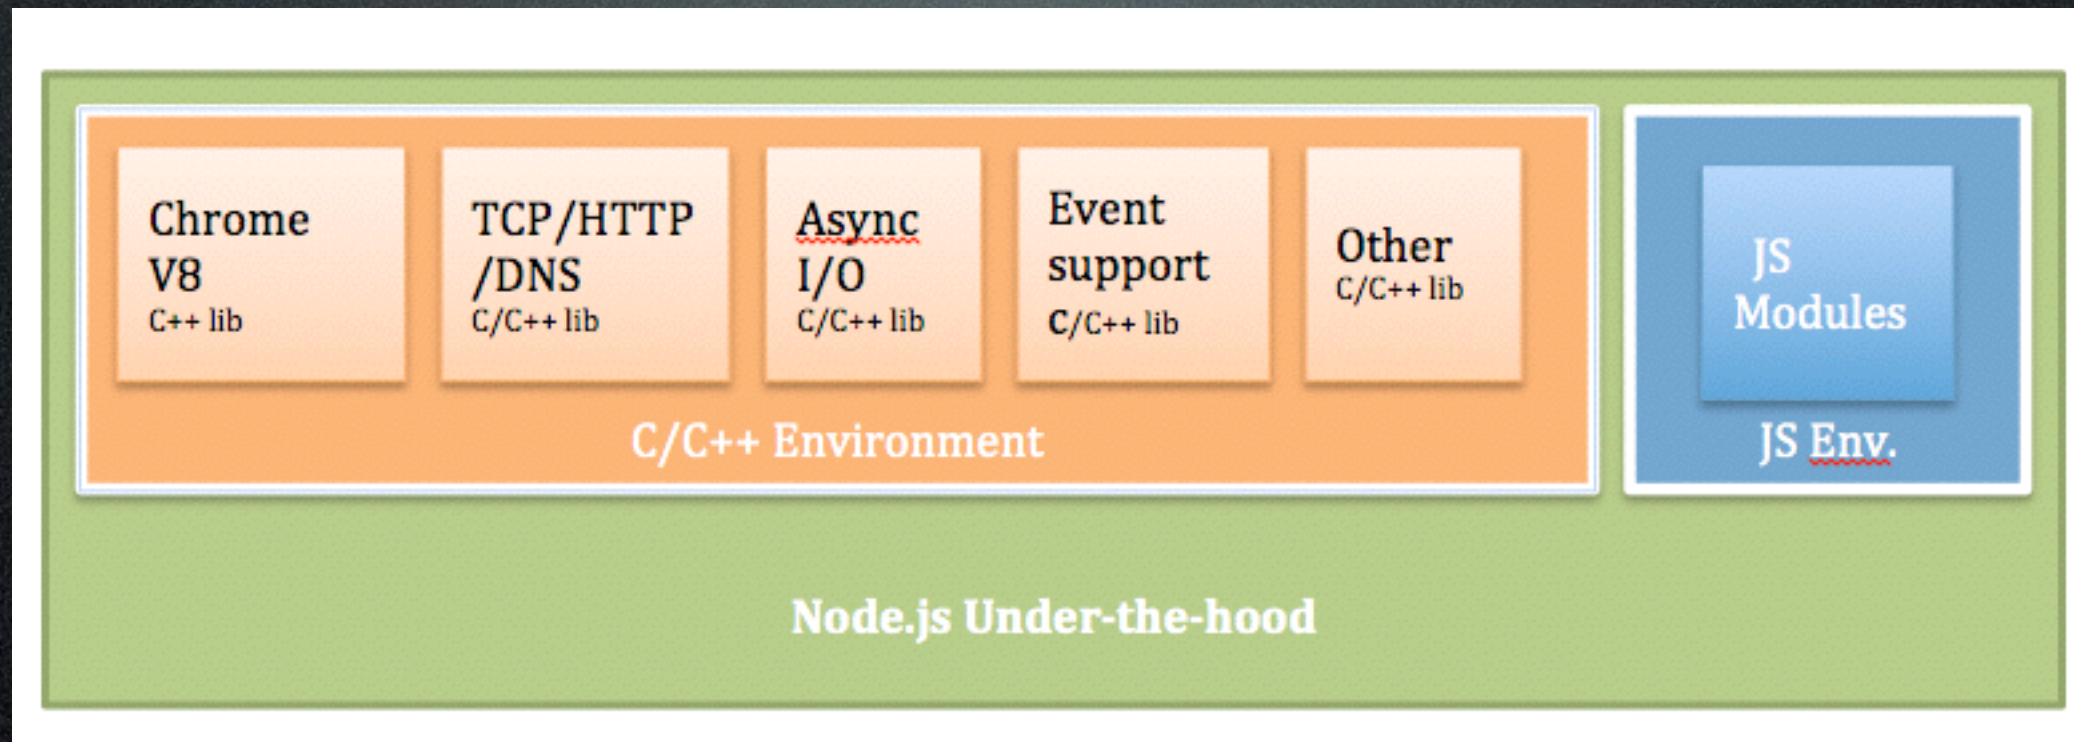 Chrome
V8
C++ lib
TCP/HTTP
/DNS
C/C++ lib
Async
I/O
C/C++ lib
Event
support
C/C++ lib
Other
C/C++ lib
C/C++ Environment
JS
Modules
JS Env.
Node.js Under-the-hood